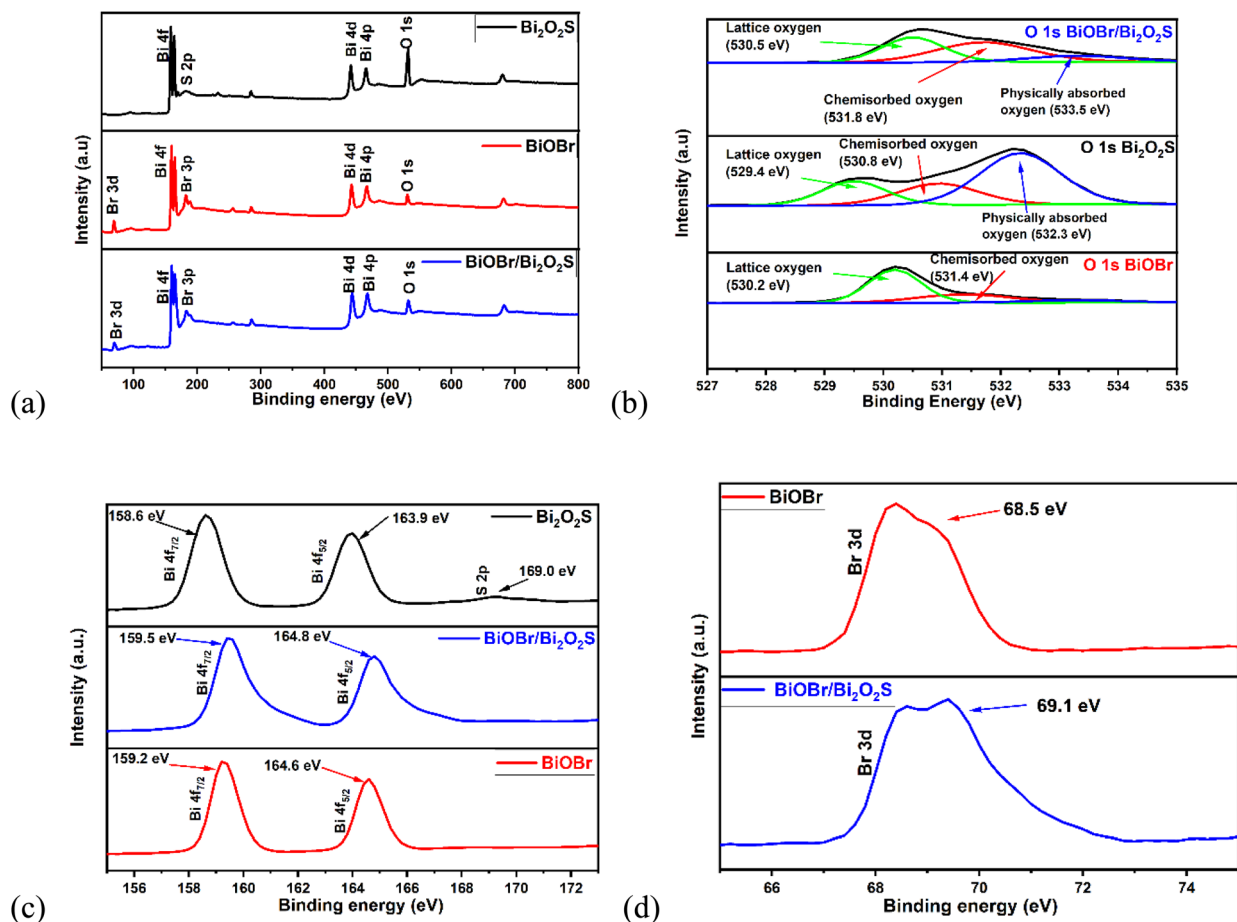 Bi₂O₂S
Bi 4f
S 2p
Bi 4d
Bi 4p
O 1s
BiOBr
Br 3d
Bi 4f
Br 3p
Bi 4d
Bi 4p
O 1s
BiOBr/Bi₂O₂S
Br 3d
Bi 4f
Br 3p
Bi 4d
Bi 4p
O 1s
Intensity (a.u)
100 200 300 400 500 600 700 800
Binding energy (eV)
(a)
Lattice oxygen
(530.5 eV)
O 1s BiOBr/Bi₂O₂S
Chemisorbed oxygen
(531.8 eV)
Physically absorbed
oxygen (533.5 eV)
Chemisorbed oxygen
(530.8 eV)
O 1s Bi₂O₂S
Lattice oxygen
(529.4 eV)
Physically absorbed
oxygen (532.3 eV)
Lattice oxygen
(530.2 eV)
Chemisorbed oxygen
(531.4 eV)
O 1s BiOBr
Intensity (a.u)
527 528 529 530 531 532 533 534 535
Binding Energy (eV)
(b)
158.6 eV
Bi 4f₇/₂
163.9 eV
Bi 4f₅/₂
S 2p
169.0 eV
Bi₂O₂S
159.5 eV
Bi 4f₇/₂
164.8 eV
Bi 4f₅/₂
BiOBr/Bi₂O₂S
159.2 eV
Bi 4f₇/₂
164.6 eV
Bi 4f₅/₂
BiOBr
Intensity (a.u.)
156 158 160 162 164 166 168 170 172
Binding energy (eV)
(c)
BiOBr
Br 3d
68.5 eV
BiOBr/Bi₂O₂S
Br 3d
69.1 eV
Intensity (a.u.)
66 68 70 72 74
Binding energy (eV)
(d)